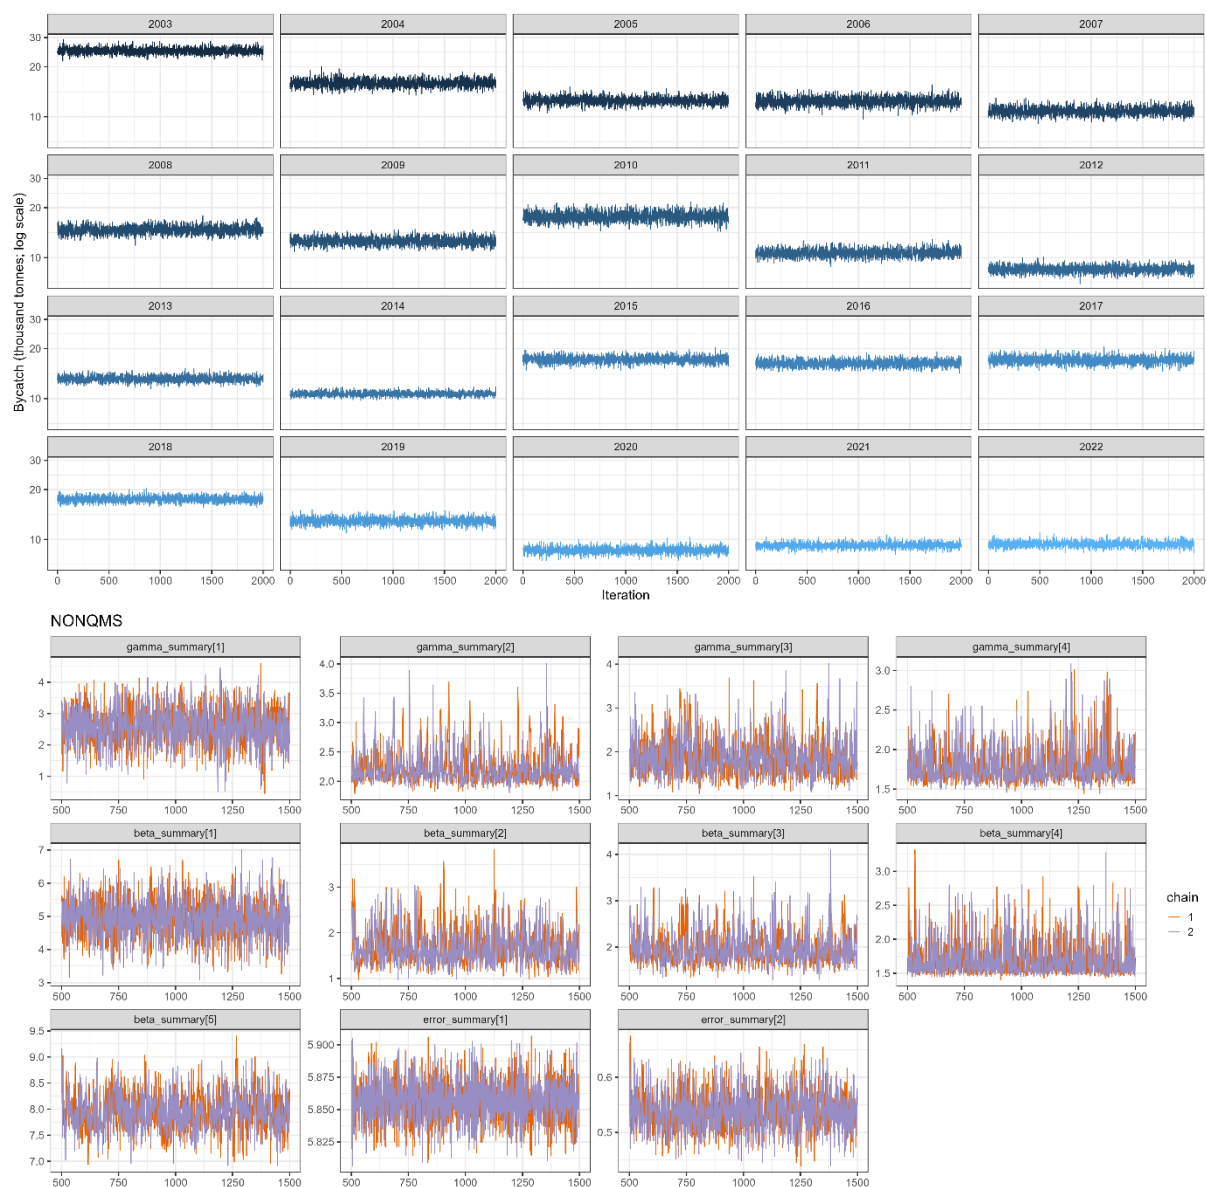 2003 2004 2005 2006 2007
30
20
10
2008 2009 2010 2011 2012
30
20
10
2013 2014 2015 2016 2017
30
20
10
2018 2019 2020 2021 2022
30
20
10
0 500 1000 1500 2000 0 500 1000 1500 2000 0 500 1000 1500 2000 0 500 1000 1500 2000 0 500 1000 1500 2000
Iteration
Bycatch (thousand tonnes; log scale)
NONQMS
gamma_summary[1] gamma_summary[2] gamma_summary[3] gamma_summary[4]
4 3 2 1
4.0 3.5 3.0 2.5 2.0
4 3 2 1
3.0 2.5 2.0 1.5
500 750 1000 1250 1500 500 750 1000 1250 1500 500 750 1000 1250 1500 500 750 1000 1250 1500
beta_summary[1] beta_summary[2] beta_summary[3] beta_summary[4]
7 6 5 4 3
3 2 1
4 3 2
3.0 2.5 2.0 1.5
500 750 1000 1250 1500 500 750 1000 1250 1500 500 750 1000 1250 1500 500 750 1000 1250 1500
beta_summary[5] error_summary[1] error_summary[2]
9.5 9.0 8.5 8.0 7.5 7.0
5.900 5.875 5.850 5.825
0.6 0.5
500 750 1000 1250 1500 500 750 1000 1250 1500 500 750 1000 1250 1500
chain
1
2